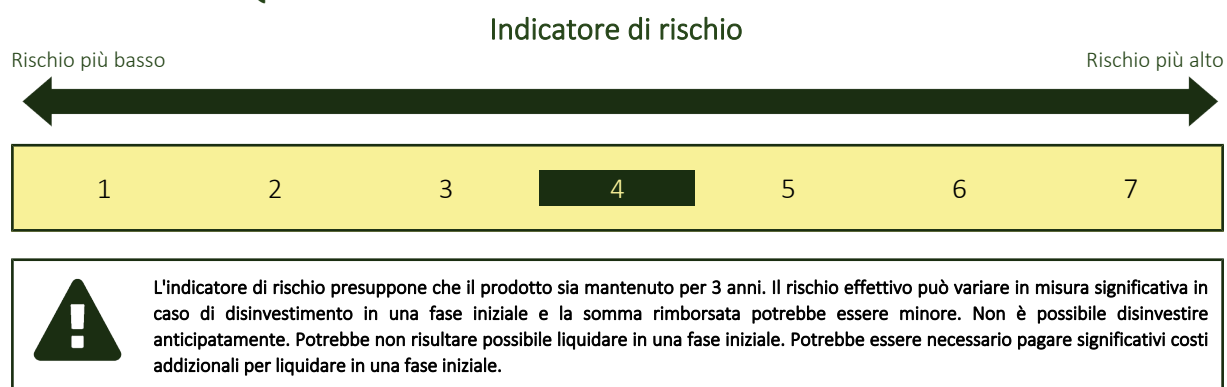 Indicatore di rischio
Rischio più basso
Rischio più alto
1 2 3 4 5 6 7
L'indicatore di rischio presuppone che il prodotto sia mantenuto per 3 anni. Il rischio effettivo può variare in misura significativa in
caso di disinvestimento in una fase iniziale e la somma rimborsata potrebbe essere minore. Non è possibile disinvestire
anticipatamente. Potrebbe non risultare possibile liquidare in una fase iniziale. Potrebbe essere necessario pagare significativi costi
addizionali per liquidare in una fase iniziale.